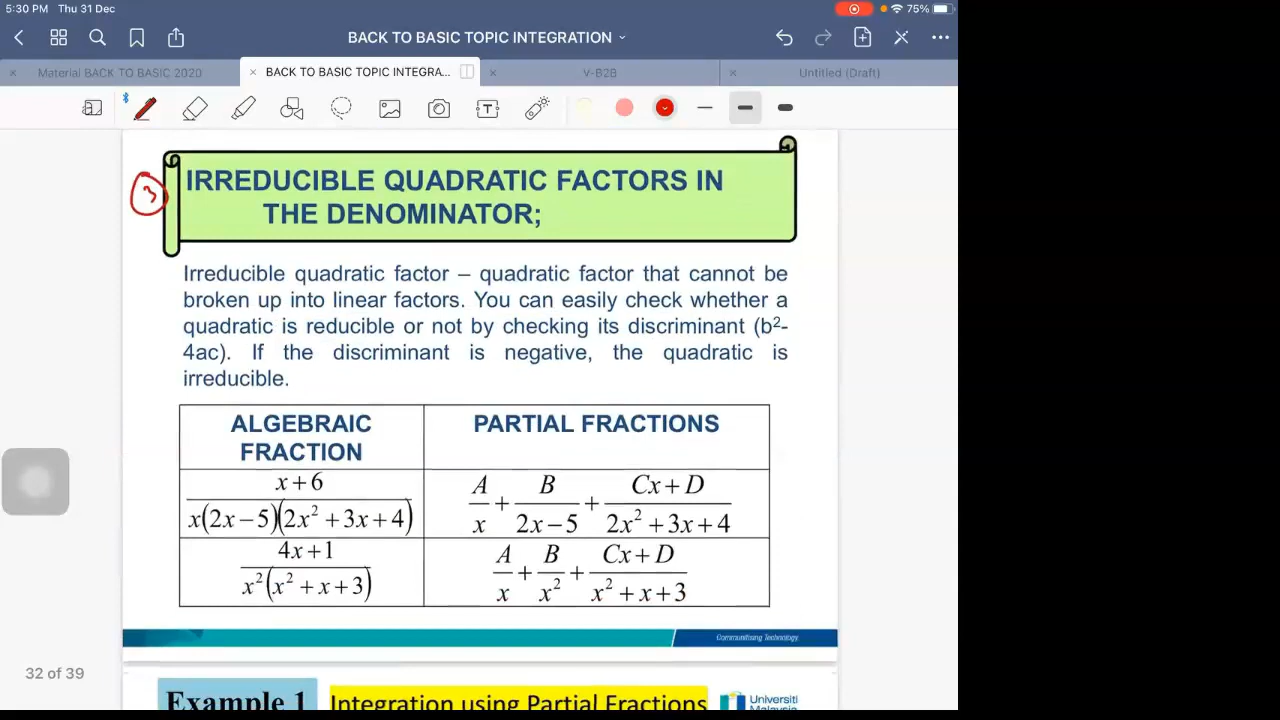 5:30 PM Thu 31 Dec
75%
BACK TO BASIC TOPIC INTEGRATION
Material BACK TO BASIC 2020
BACK TO BASIC TOPIC INTEGRA...
V-B2B
Untitled (Draft)
3
IRREDUCIBLE QUADRATIC FACTORS IN
THE DENOMINATOR;
Irreducible quadratic factor – quadratic factor that cannot be
broken up into linear factors. You can easily check whether a
quadratic is reducible or not by checking its discriminant (b²-
4ac). If the discriminant is negative, the quadratic is
irreducible.
ALGEBRAIC
FRACTION
PARTIAL FRACTIONS
x + 6
x(2x − 5)(2x² + 3x + 4)
A/x + B/(2x − 5) + (Cx + D)/(2x² + 3x + 4)
4x + 1
x²(x² + x + 3)
A/x + B/x² + (Cx + D)/(x² + x + 3)
Communitising Technology
32 of 39
Example 1
Integration using Partial Fractions
Universiti
Malaysia